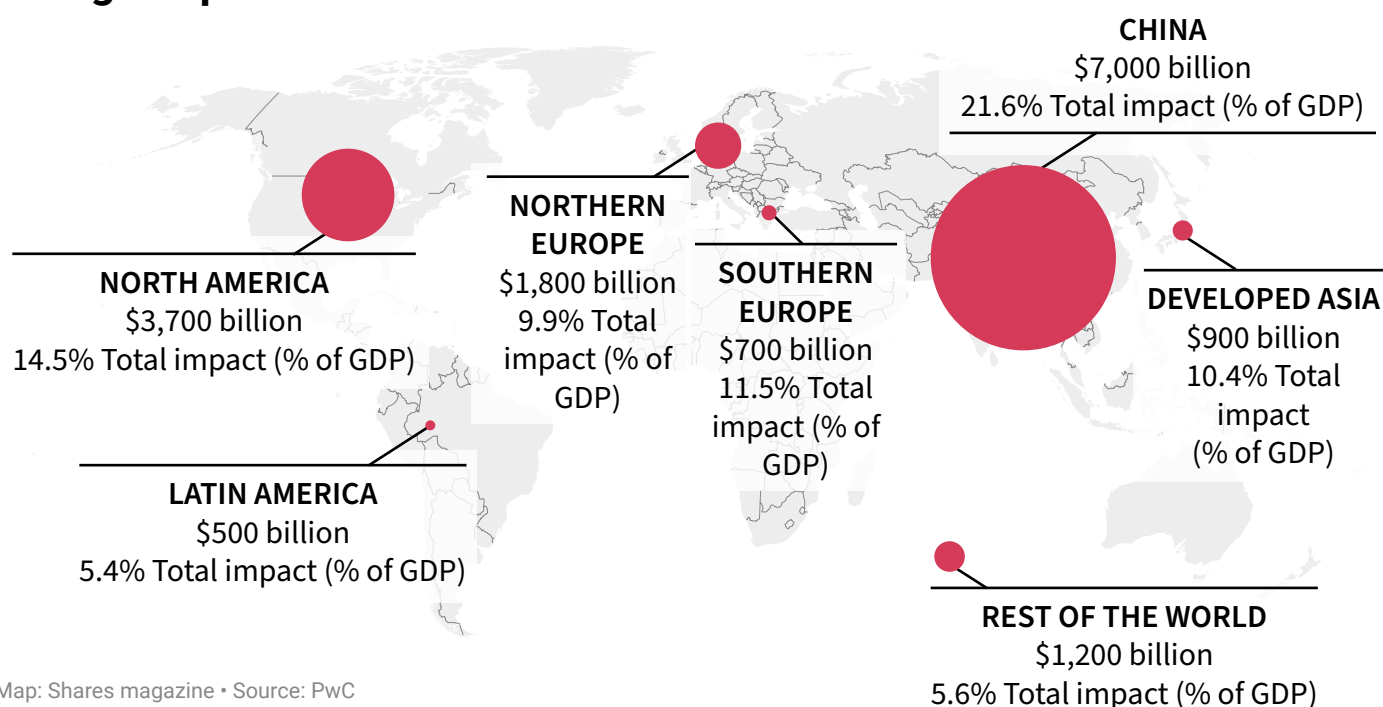 CHINA
$7,000 billion
21.6% Total impact (% of GDP)
NORTHERN
EUROPE
$1,800 billion
9.9% Total
impact (% of
GDP)
SOUTHERN
EUROPE
$700 billion
11.5% Total
impact (% of
GDP)
NORTH AMERICA
$3,700 billion
14.5% Total impact (% of GDP)
DEVELOPED ASIA
$900 billion
10.4% Total
impact
(% of GDP)
LATIN AMERICA
$500 billion
5.4% Total impact (% of GDP)
REST OF THE WORLD
$1,200 billion
5.6% Total impact (% of GDP)
Map: Shares magazine • Source: PwC